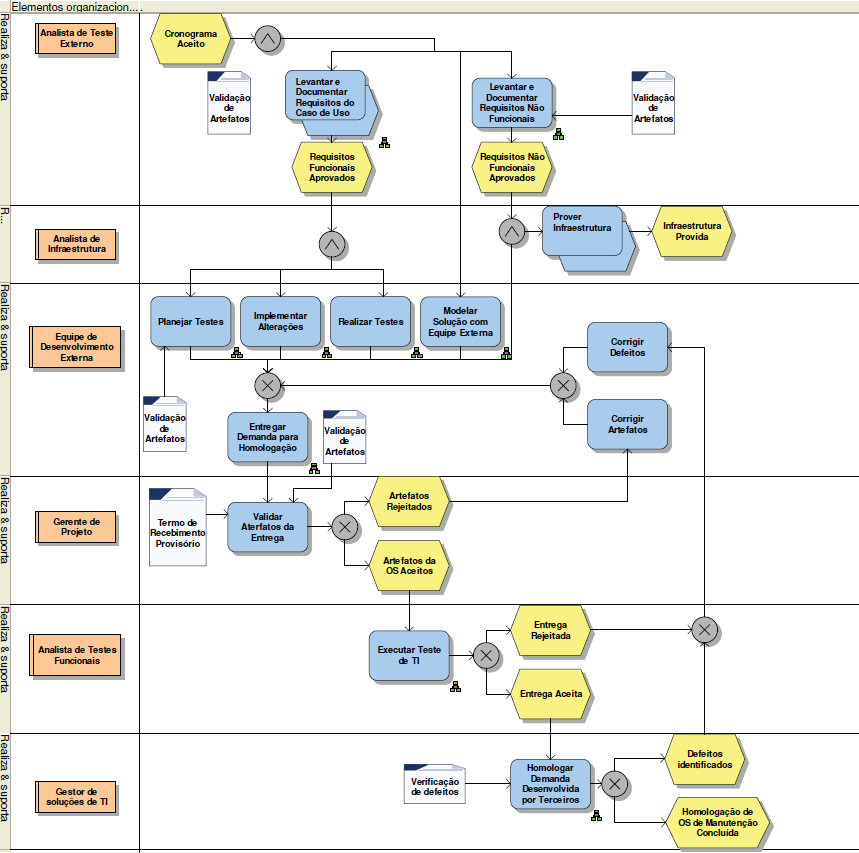 Elementos organizacion... .
Realiza & suporta
Analista de Teste
Externo
Cronograma
Aceito
Validação
de
Artefatos
Levantar e
Documentar
Requisitos do
Caso de Uso
Levantar e
Documentar
Requisitos Não
Funcionais
Validação
de
Artefatos
Requisitos
Funcionais
Aprovados
Requisitos Não
Funcionais
Aprovados
R...
Analista de
Infraestrutura
Prover
Infraestrutura
Infraestrutura
Provida
Realiza & suporta
Equipe de
Desenvolvimento
Externa
Planejar Testes
Implementar
Alterações
Realizar Testes
Modelar
Solução com
Equipe Externa
Corrigir
Defeitos
Validação
de
Artefatos
Entregar
Demanda para
Homologação
Validação
de
Artefatos
Corrigir
Artefatos
Realiza & suporta
Gerente de
Projeto
Termo de
Recebimento
Provisório
Validar
Aterfatos da
Entrega
Artefatos
Rejeitados
Artefatos da
OS Aceitos
Realiza & suporta
Analista de Testes
Funcionais
Executar Teste
de TI
Entrega
Rejeitada
Entrega Aceita
Realiza & suporta
Gestor de
soluções de TI
Verificação
de defeitos
Homologar
Demanda
Desenvolvida
por Terceiros
Defeitos
identificados
Homologação de
OS de Manutenção
Concluída